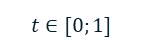 t ∈ [0; 1]